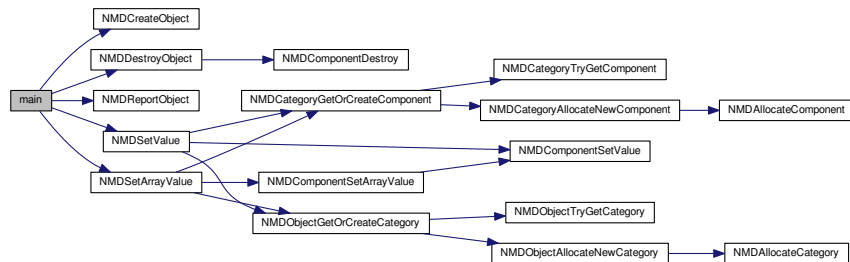 main
NMDCreateObject
NMDDestroyObject
NMDComponentDestroy
NMDReportObject
NMDSetValue
NMDSetArrayValue
NMDCategoryGetOrCreateComponent
NMDCategoryTryGetComponent
NMDCategoryAllocateNewComponent
NMDAllocateComponent
NMDComponentSetValue
NMDComponentSetArrayValue
NMDObjectGetOrCreateCategory
NMDObjectTryGetCategory
NMDObjectAllocateNewCategory
NMDAllocateCategory